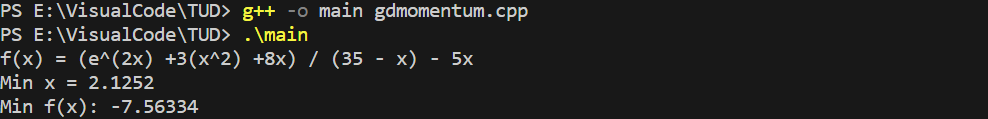 PS E:\VisualCode\TUD> g++ -o main gdmomentum.cpp
PS E:\VisualCode\TUD> .\main
f(x) = (e^(2x) +3(x^2) +8x) / (35 - x) - 5x
Min x = 2.1252
Min f(x): -7.56334